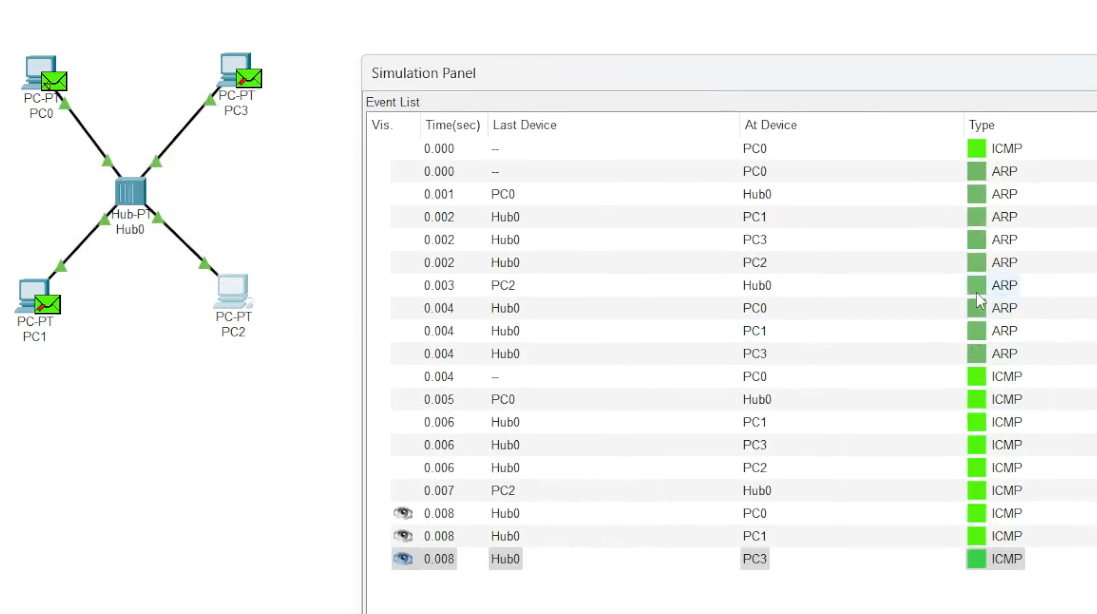 PC-PT
PC0
PC-PT
PC3
Hub-PT
Hub0
PC-PT
PC1
PC-PT
PC2
Simulation Panel
Event List
Vis. Time(sec) Last Device At Device Type
0.000 -- PC0 ICMP
0.000 -- PC0 ARP
0.001 PC0 Hub0 ARP
0.002 Hub0 PC1 ARP
0.002 Hub0 PC3 ARP
0.002 Hub0 PC2 ARP
0.003 PC2 Hub0 ARP
0.004 Hub0 PC0 ARP
0.004 Hub0 PC1 ARP
0.004 Hub0 PC3 ARP
0.004 -- PC0 ICMP
0.005 PC0 Hub0 ICMP
0.006 Hub0 PC1 ICMP
0.006 Hub0 PC3 ICMP
0.006 Hub0 PC2 ICMP
0.007 PC2 Hub0 ICMP
0.008 Hub0 PC0 ICMP
0.008 Hub0 PC1 ICMP
0.008 Hub0 PC3 ICMP